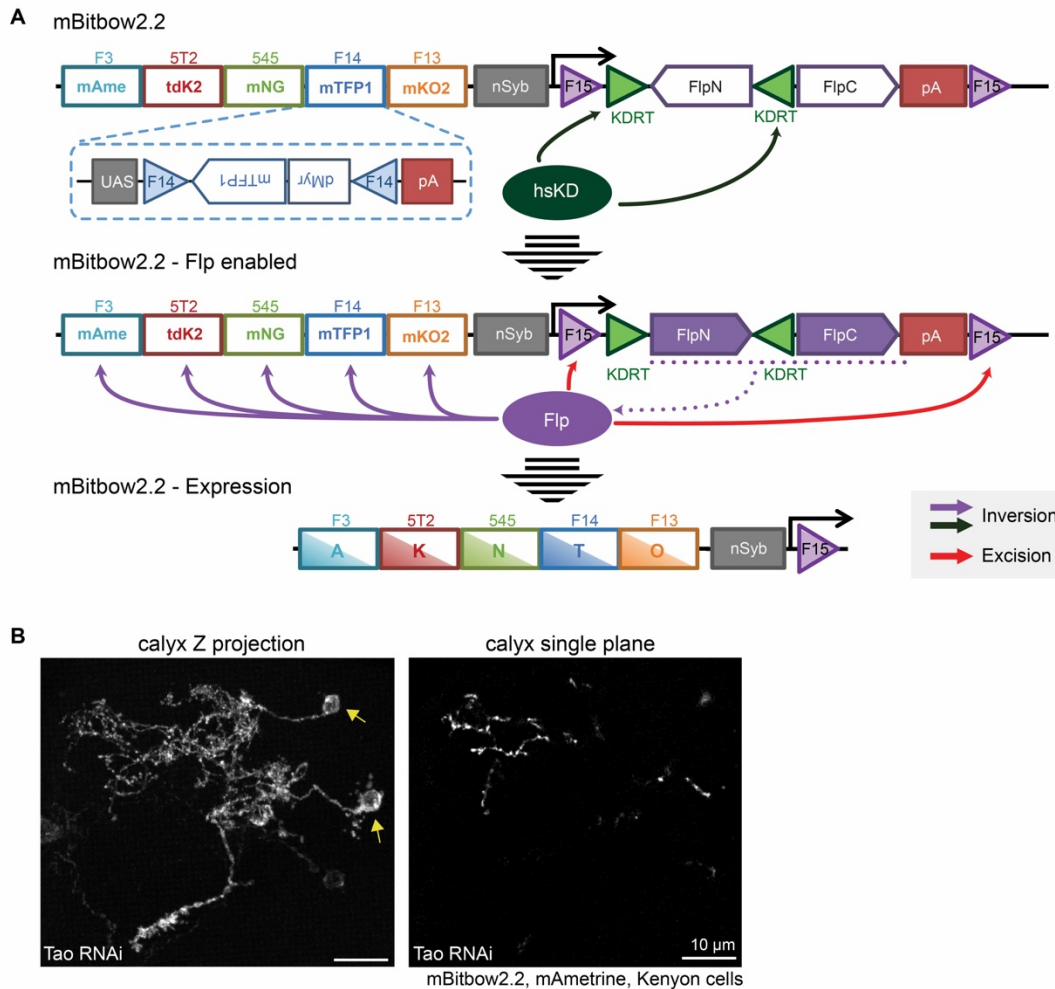 A
mBitbow2.2
F3 5T2 545 F14 F13
mAme tdK2 mNG mTFP1 mKO2 nSyb F15 FlpN FlpC pA F15
KDRT KDRT
UAS F14 mTFP1 dMyr F14 pA
hsKD
mBitbow2.2 - Flp enabled
F3 5T2 545 F14 F13
mAme tdK2 mNG mTFP1 mKO2 nSyb F15 FlpN FlpC pA F15
KDRT KDRT
Flp
mBitbow2.2 - Expression
F3 5T2 545 F14 F13
A K N T O nSyb F15
Inversion
Excision
B
calyx Z projection
calyx single plane
Tao RNAi
Tao RNAi
10 µm
mBitbow2.2, mAmetrine, Kenyon cells